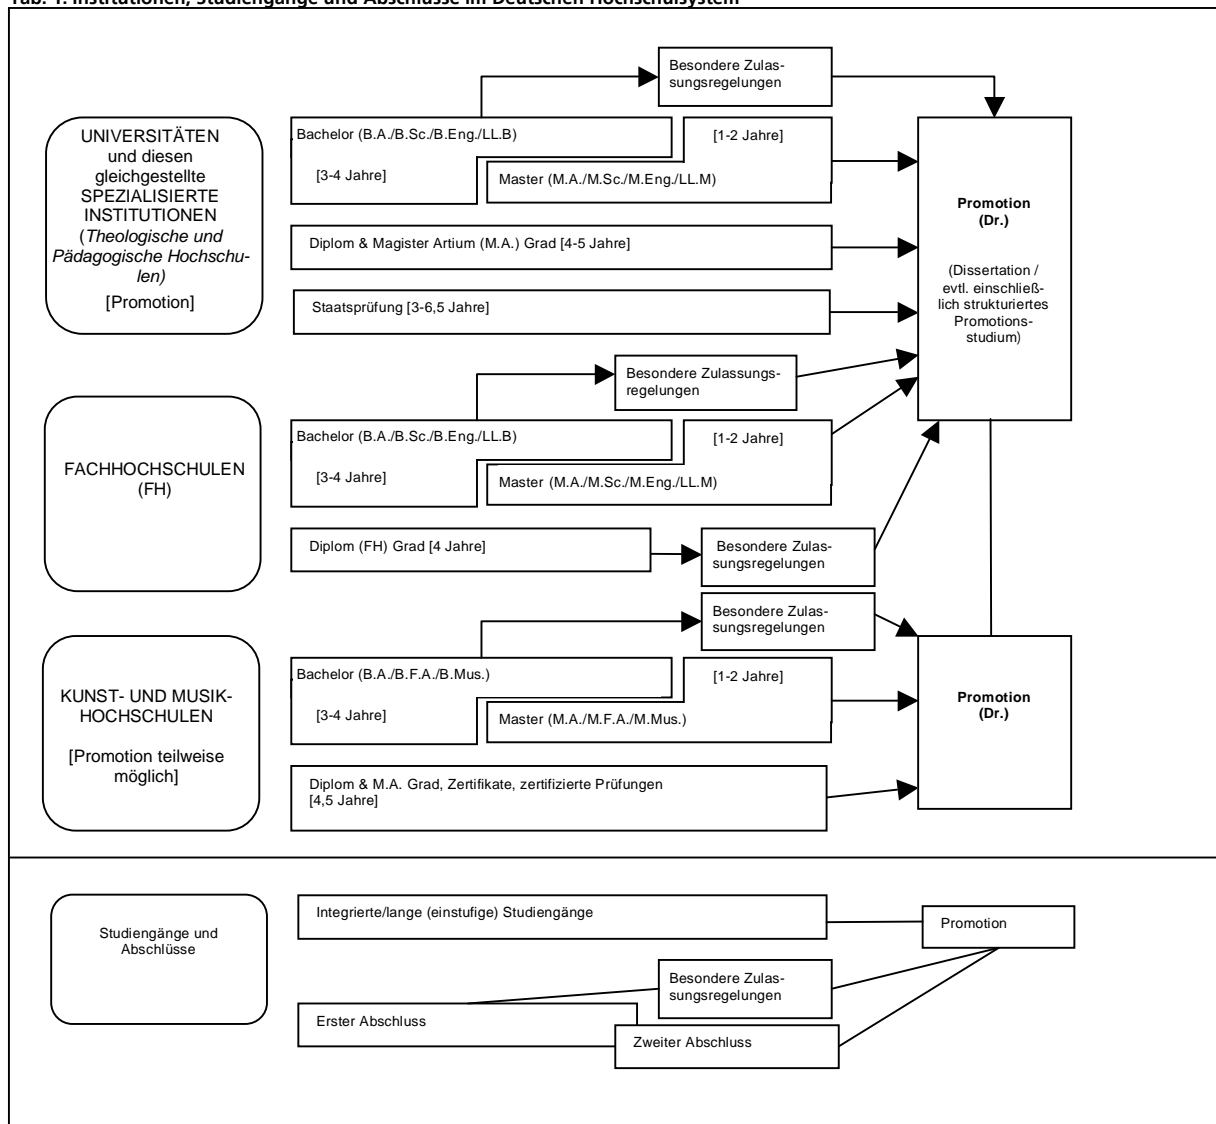 Tab. 1: Institutionen, Studiengänge und Abschlüsse im Deutschen Hochschulsystem
Besondere Zulas-
sungsregelungen
UNIVERSITÄTEN
und diesen
gleichgestellte
SPEZIALISIERTE
INSTITUTIONEN
(Theologische und
Pädagogische Hochschu-
len)
[Promotion]
Bachelor (B.A./B.Sc./B.Eng./LL.B)
[3-4 Jahre]
[1-2 Jahre]
Master (M.A./M.Sc./M.Eng./LL.M)
Diplom & Magister Artium (M.A.) Grad [4-5 Jahre]
Staatsprüfung [3-6,5 Jahre]
Promotion
(Dr.)
(Dissertation /
evtl. einschließ-
lich strukturiertes
Promotions-
studium)
Besondere Zulassungs-
regelungen
FACHHOCHSCHULEN
(FH)
Bachelor (B.A./B.Sc./B.Eng./LL.B)
[3-4 Jahre]
[1-2 Jahre]
Master (M.A./M.Sc./M.Eng./LL.M)
Diplom (FH) Grad [4 Jahre]
Besondere Zulas-
sungsregelungen
Besondere Zulas-
sungsregelungen
KUNST- UND MUSIK-
HOCHSCHULEN
[Promotion teilweise
möglich]
Bachelor (B.A./B.F.A./B.Mus.)
[3-4 Jahre]
[1-2 Jahre]
Master (M.A./M.F.A./M.Mus.)
Diplom & M.A. Grad, Zertifikate, zertifizierte Prüfungen
[4,5 Jahre]
Promotion
(Dr.)
Studiengänge und
Abschlüsse
Integrierte/lange (einstufige) Studiengänge
Promotion
Besondere Zulas-
sungsregelungen
Erster Abschluss
Zweiter Abschluss